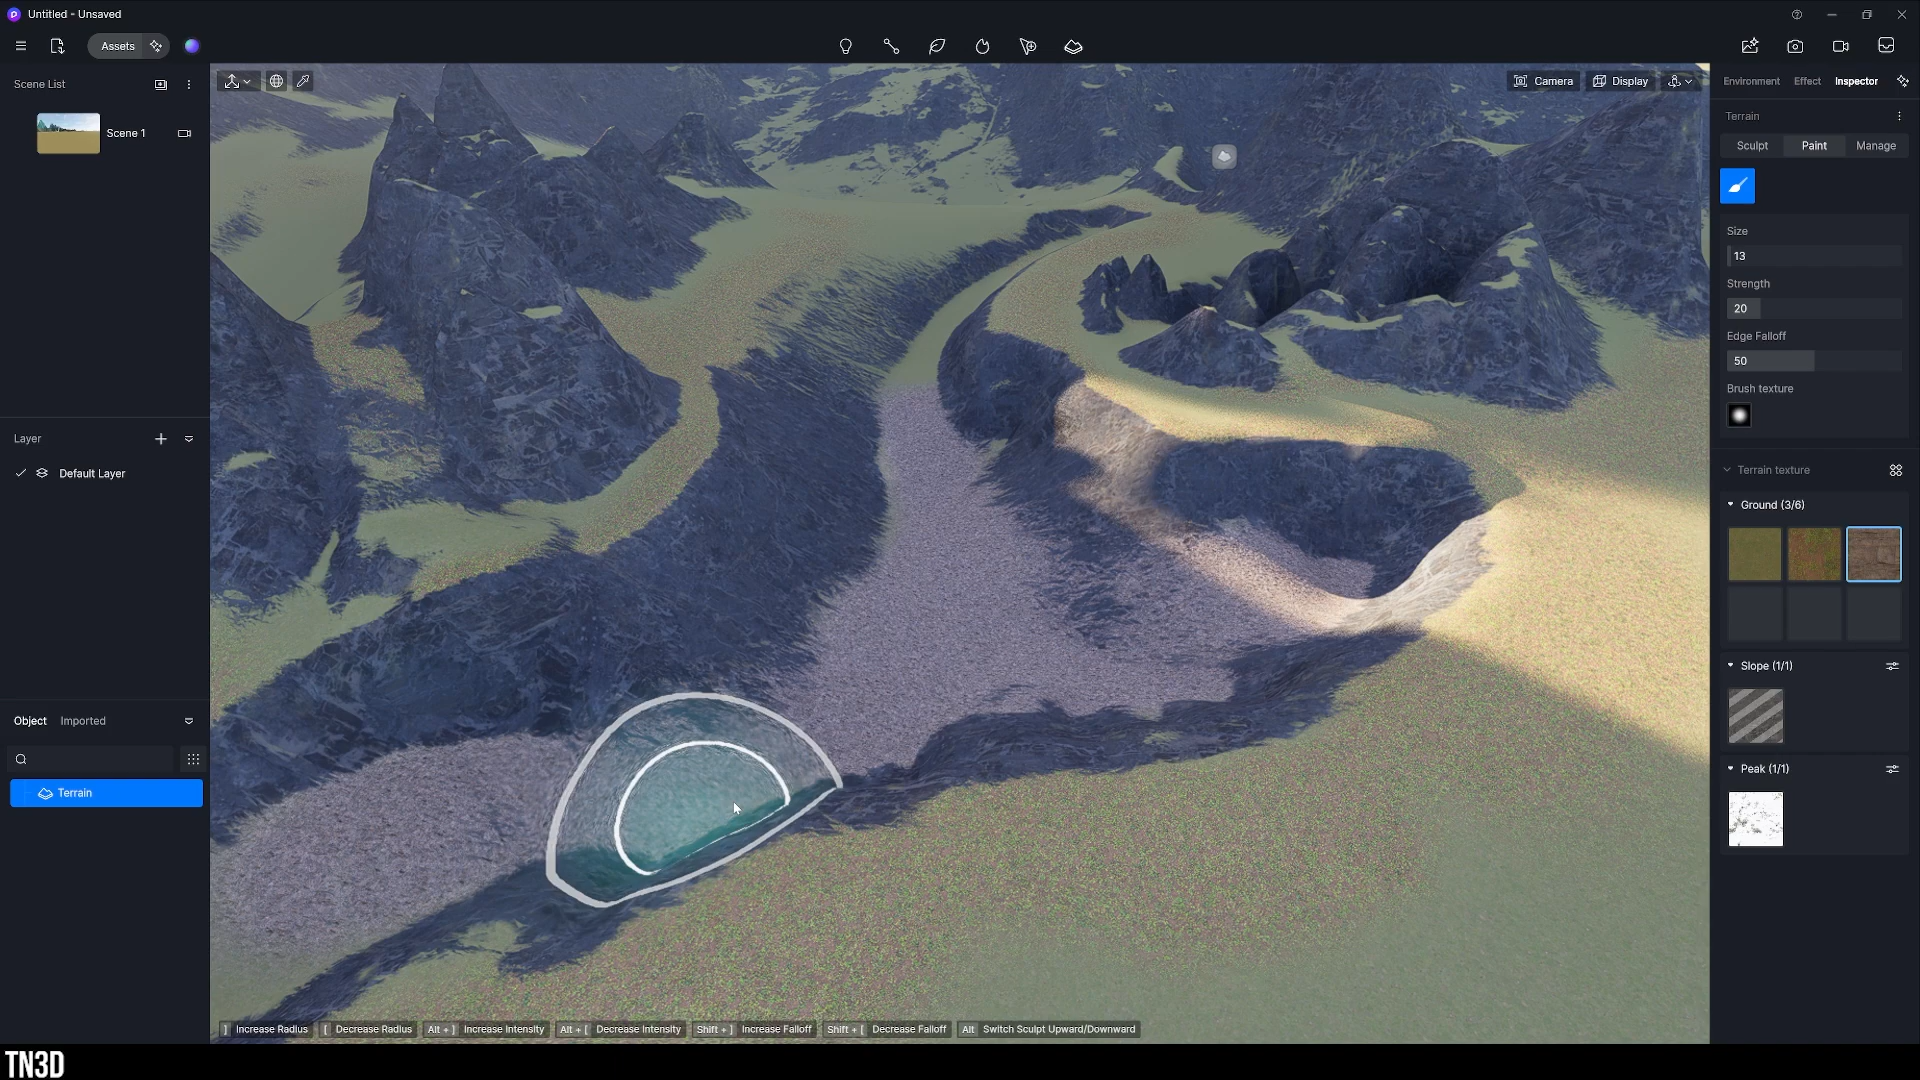 Untitled - Unsaved
Assets
Scene List
Camera
Display
Environment
Effect
Inspector
Scene 1
Terrain
Sculpt
Paint
Manage
Size
13
Strength
20
Edge Falloff
50
Brush texture
Layer
Default Layer
Terrain texture
Ground (3/6)
Slope (1/1)
Object
Imported
Peak (1/1)
Terrain
] Increase Radius
[ Decrease Radius
Alt + ] Increase Intensity
Alt + [ Decrease Intensity
Shift + ] Increase Falloff
Shift + [ Decrease Falloff
Alt Switch Sculpt Upward/Downward
TN3D